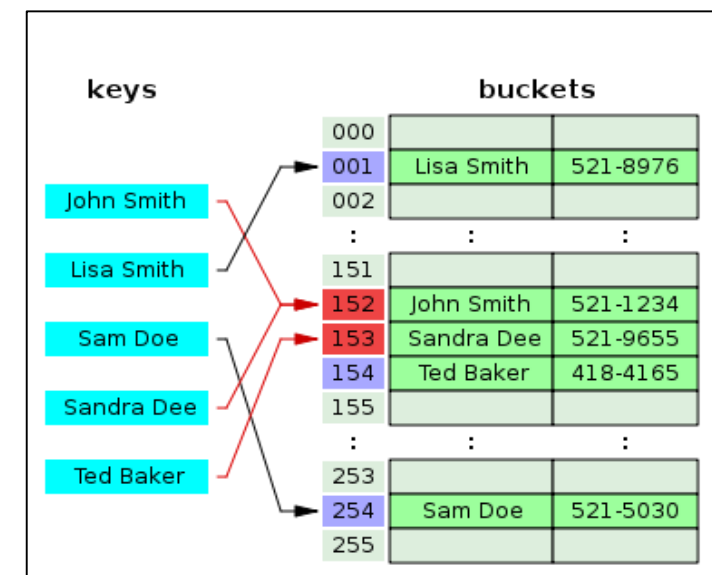 keys
buckets
000
001 Lisa Smith 521-8976
John Smith
002
: : :
Lisa Smith
151
152 John Smith 521-1234
Sam Doe
153 Sandra Dee 521-9655
154 Ted Baker 418-4165
Sandra Dee
155
: : :
Ted Baker
253
254 Sam Doe 521-5030
255